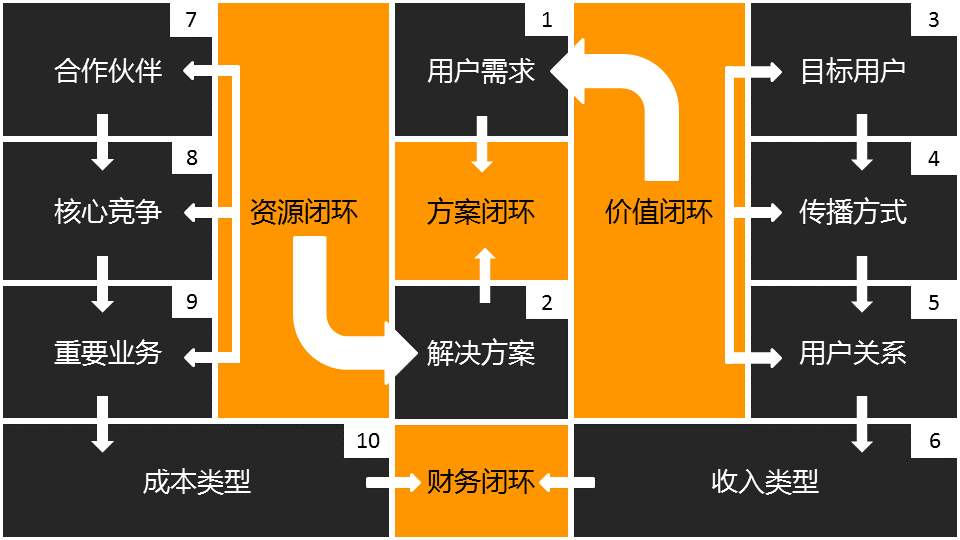 7
合作伙伴
8
核心竞争
9
重要业务
资源闭环
1
用户需求
方案闭环
2
解决方案
价值闭环
3
目标用户
4
传播方式
5
用户关系
10
成本类型
财务闭环
6
收入类型